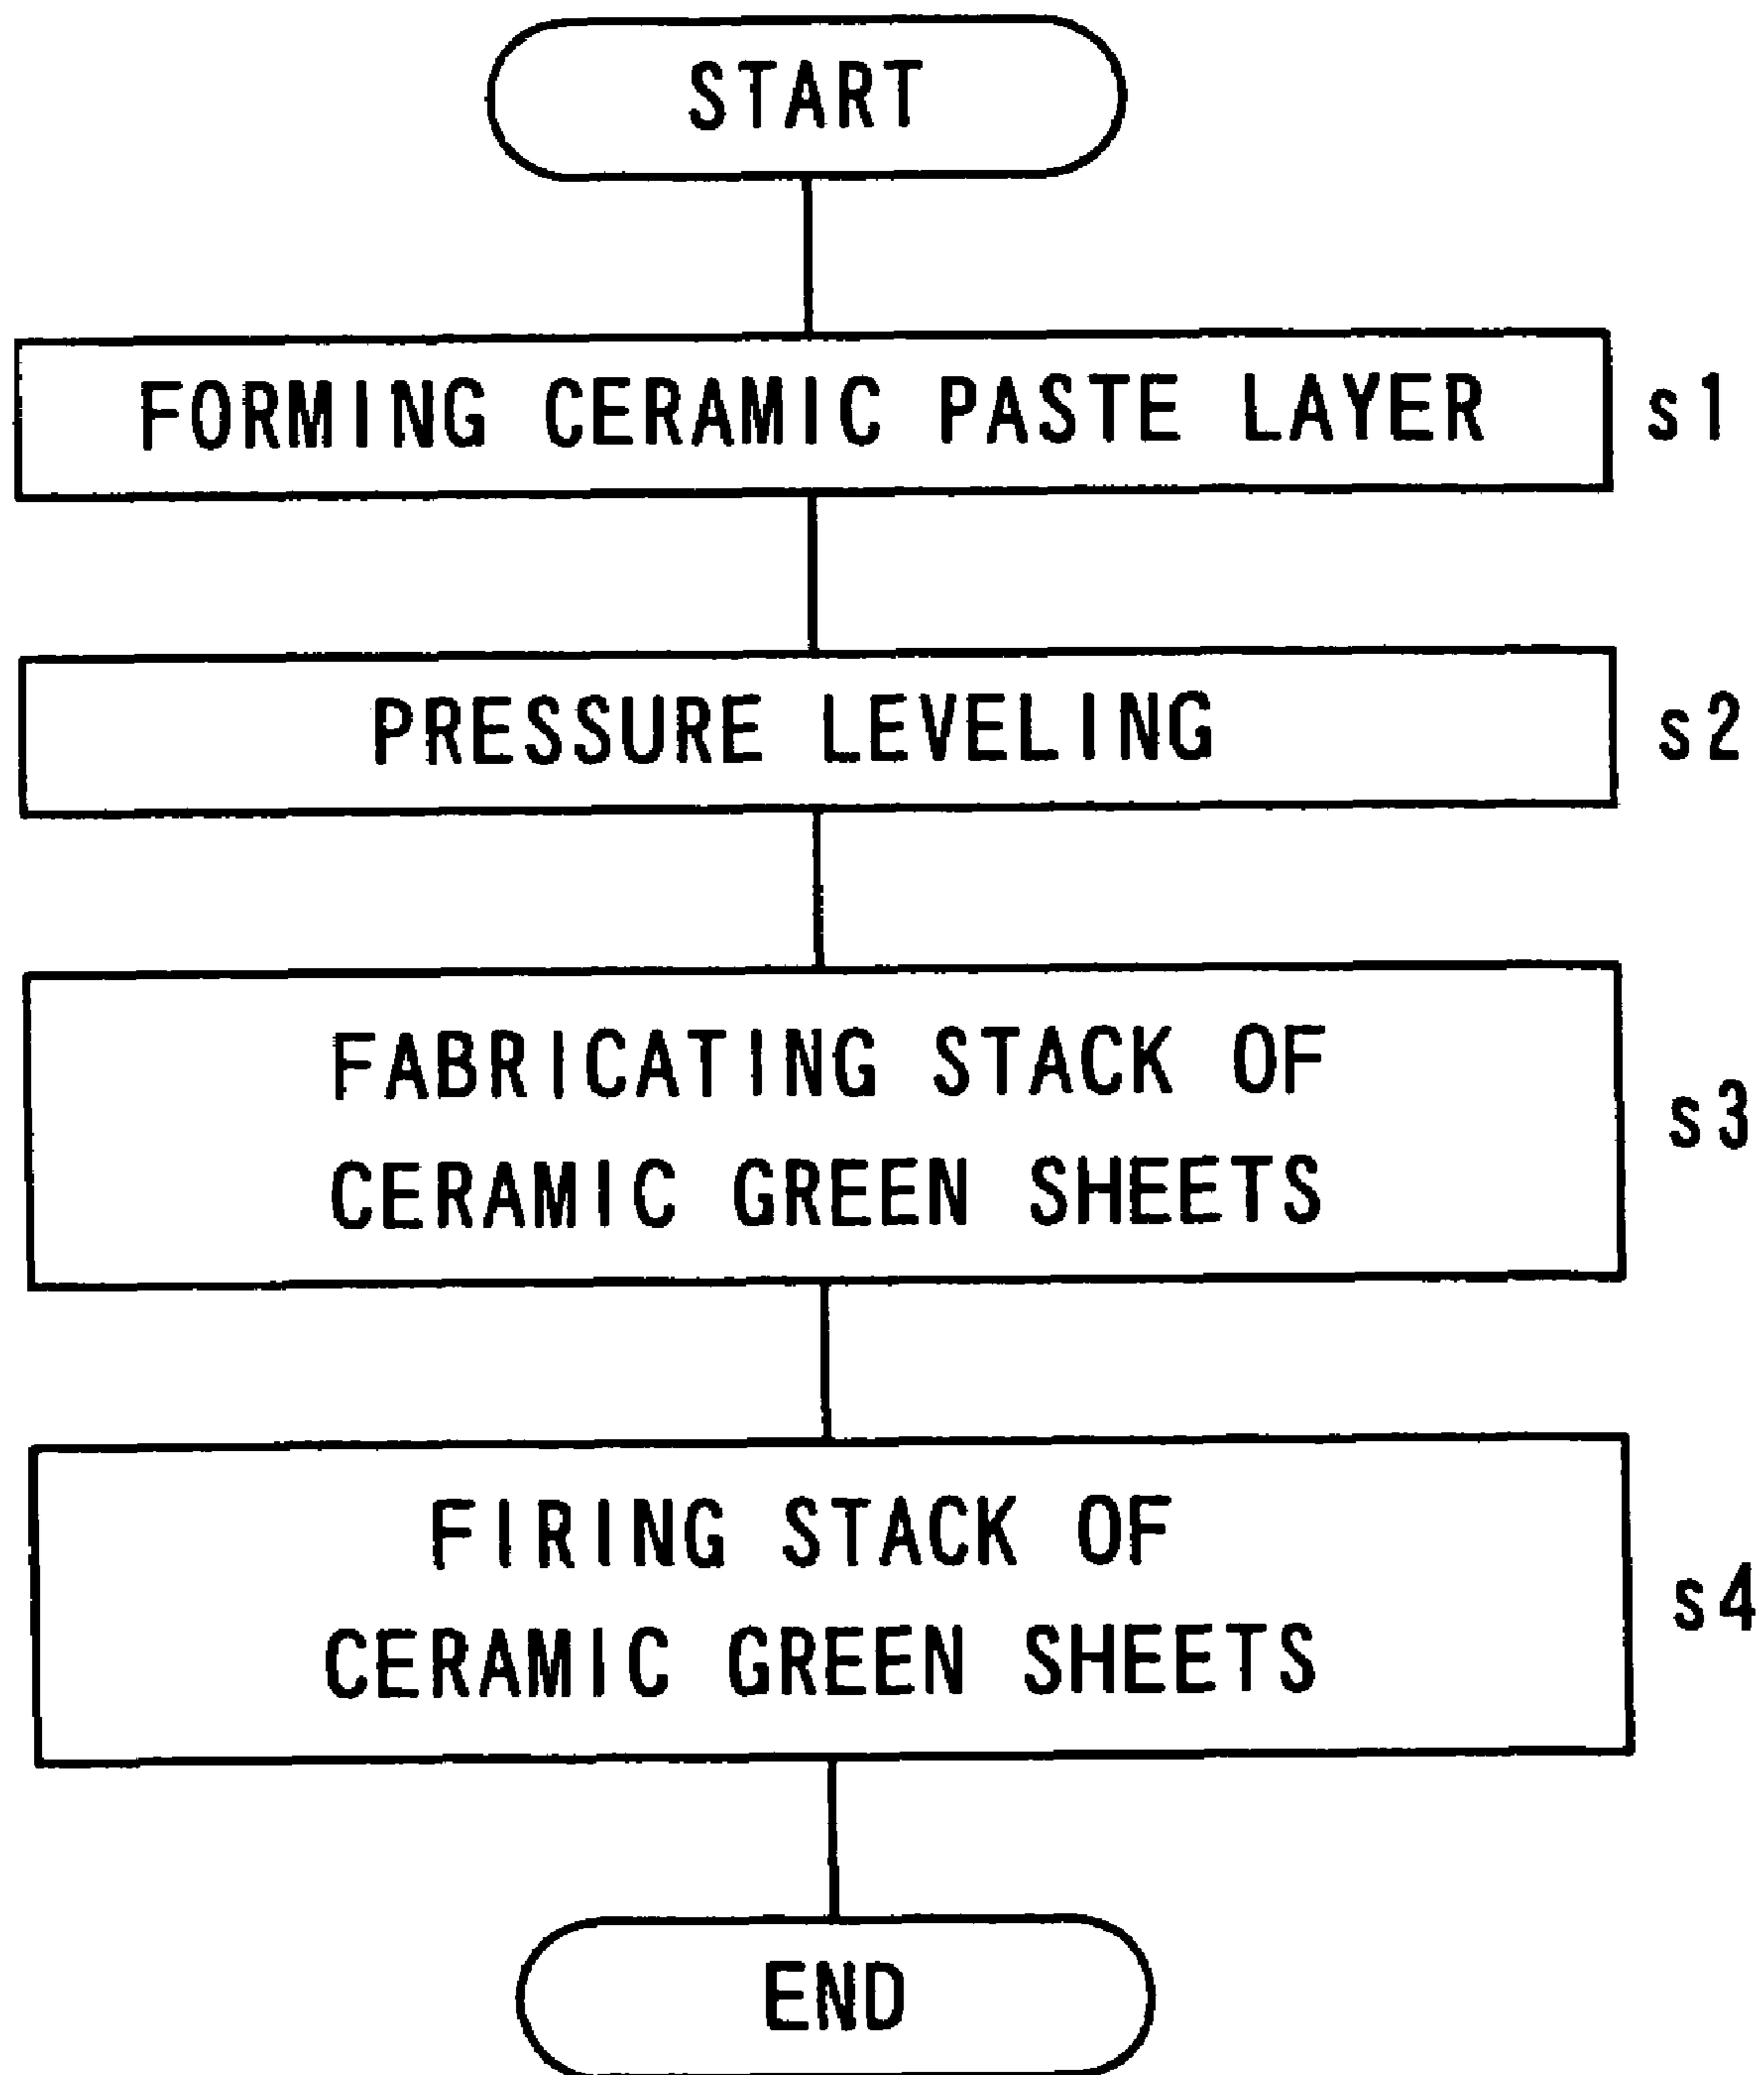 START
FORMING CERAMIC PASTE LAYER s1
PRESSURE LEVELING s2
FABRICATING STACK OF
CERAMIC GREEN SHEETS
s3
FIRING STACK OF
CERAMIC GREEN SHEETS
s4
END